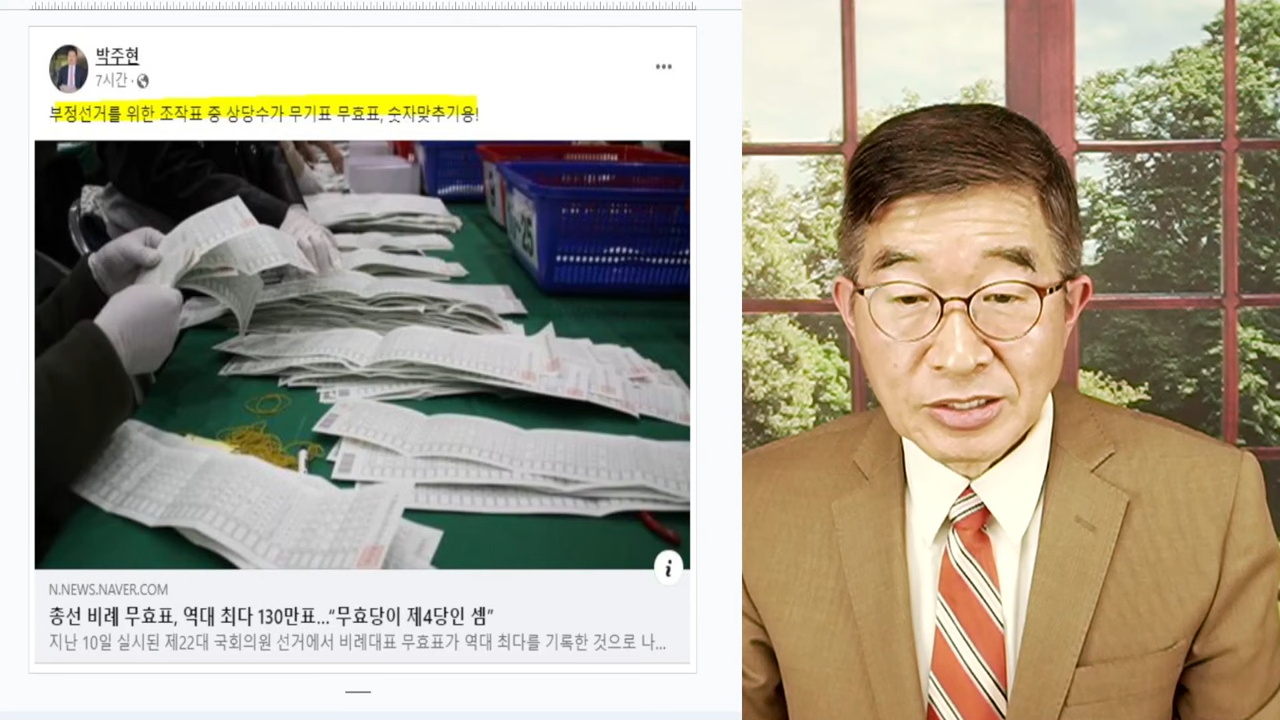 박주현
7시간 ·
부정선거를 위한 조작표 중 상당수가 무기표 무효표, 숫자맞추기용!
N.NEWS.NAVER.COM
총선 비례 무효표, 역대 최다 130만표..."무효당이 제4당인 셈"
지난 10일 실시된 제22대 국회의원 선거에서 비례대표 무효표가 역대 최다를 기록한 것으로 나...